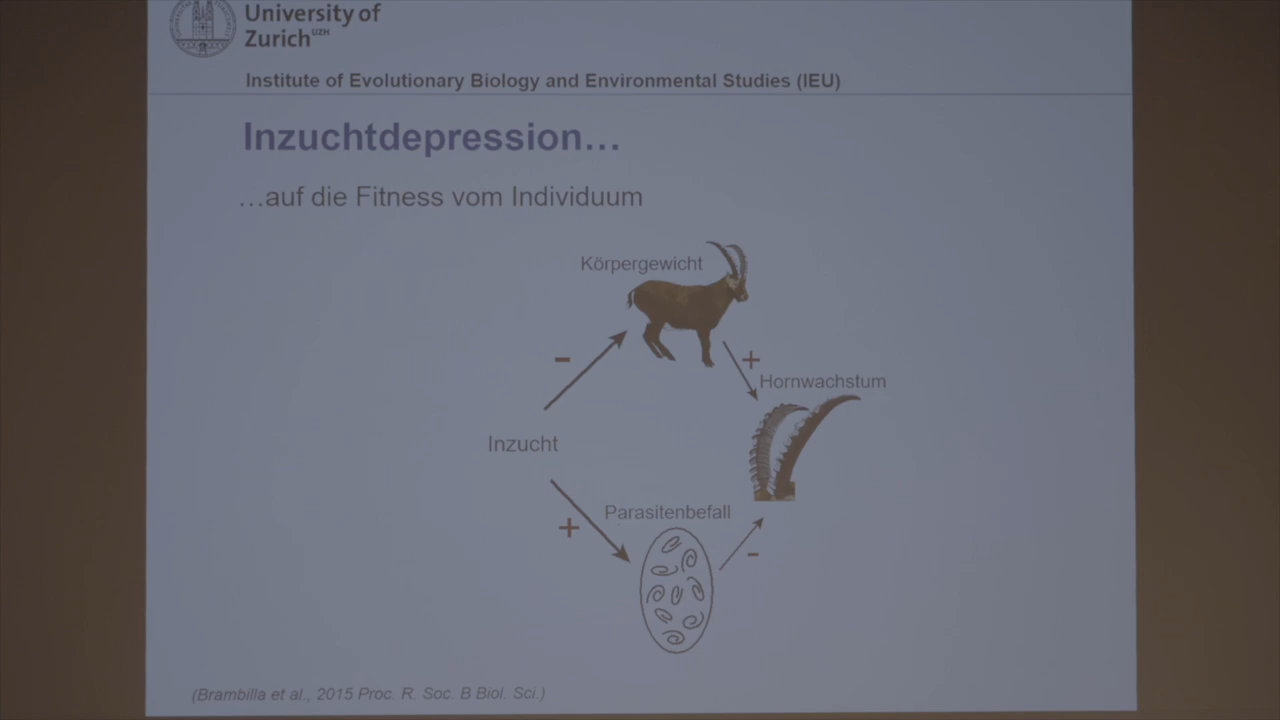 University of
Zurich UZH
Institute of Evolutionary Biology and Environmental Studies (IEU)
Inzuchtdepression…
…auf die Fitness vom Individuum
Körpergewicht
-
+
Hornwachstum
Inzucht
Parasitenbefall
+
-
(Brambilla et al., 2015 Proc. R. Soc. B Biol. Sci.)